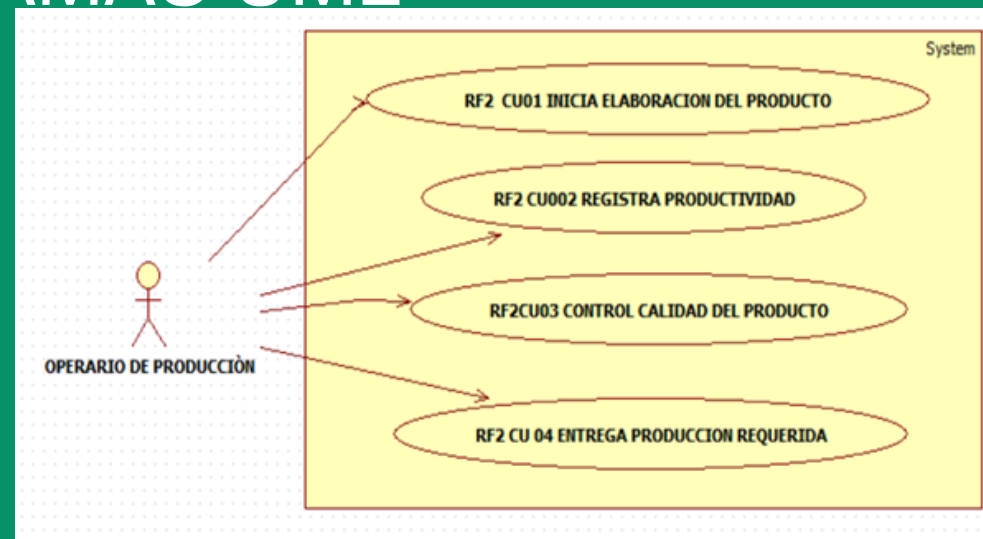 UML
System
RF2 CU01 INICIA ELABORACION DEL PRODUCTO
RF2 CU002 REGISTRA PRODUCTIVIDAD
RF2CU03 CONTROL CALIDAD DEL PRODUCTO
OPERARIO DE PRODUCCIÒN
RF2 CU 04 ENTREGA PRODUCCION REQUERIDA